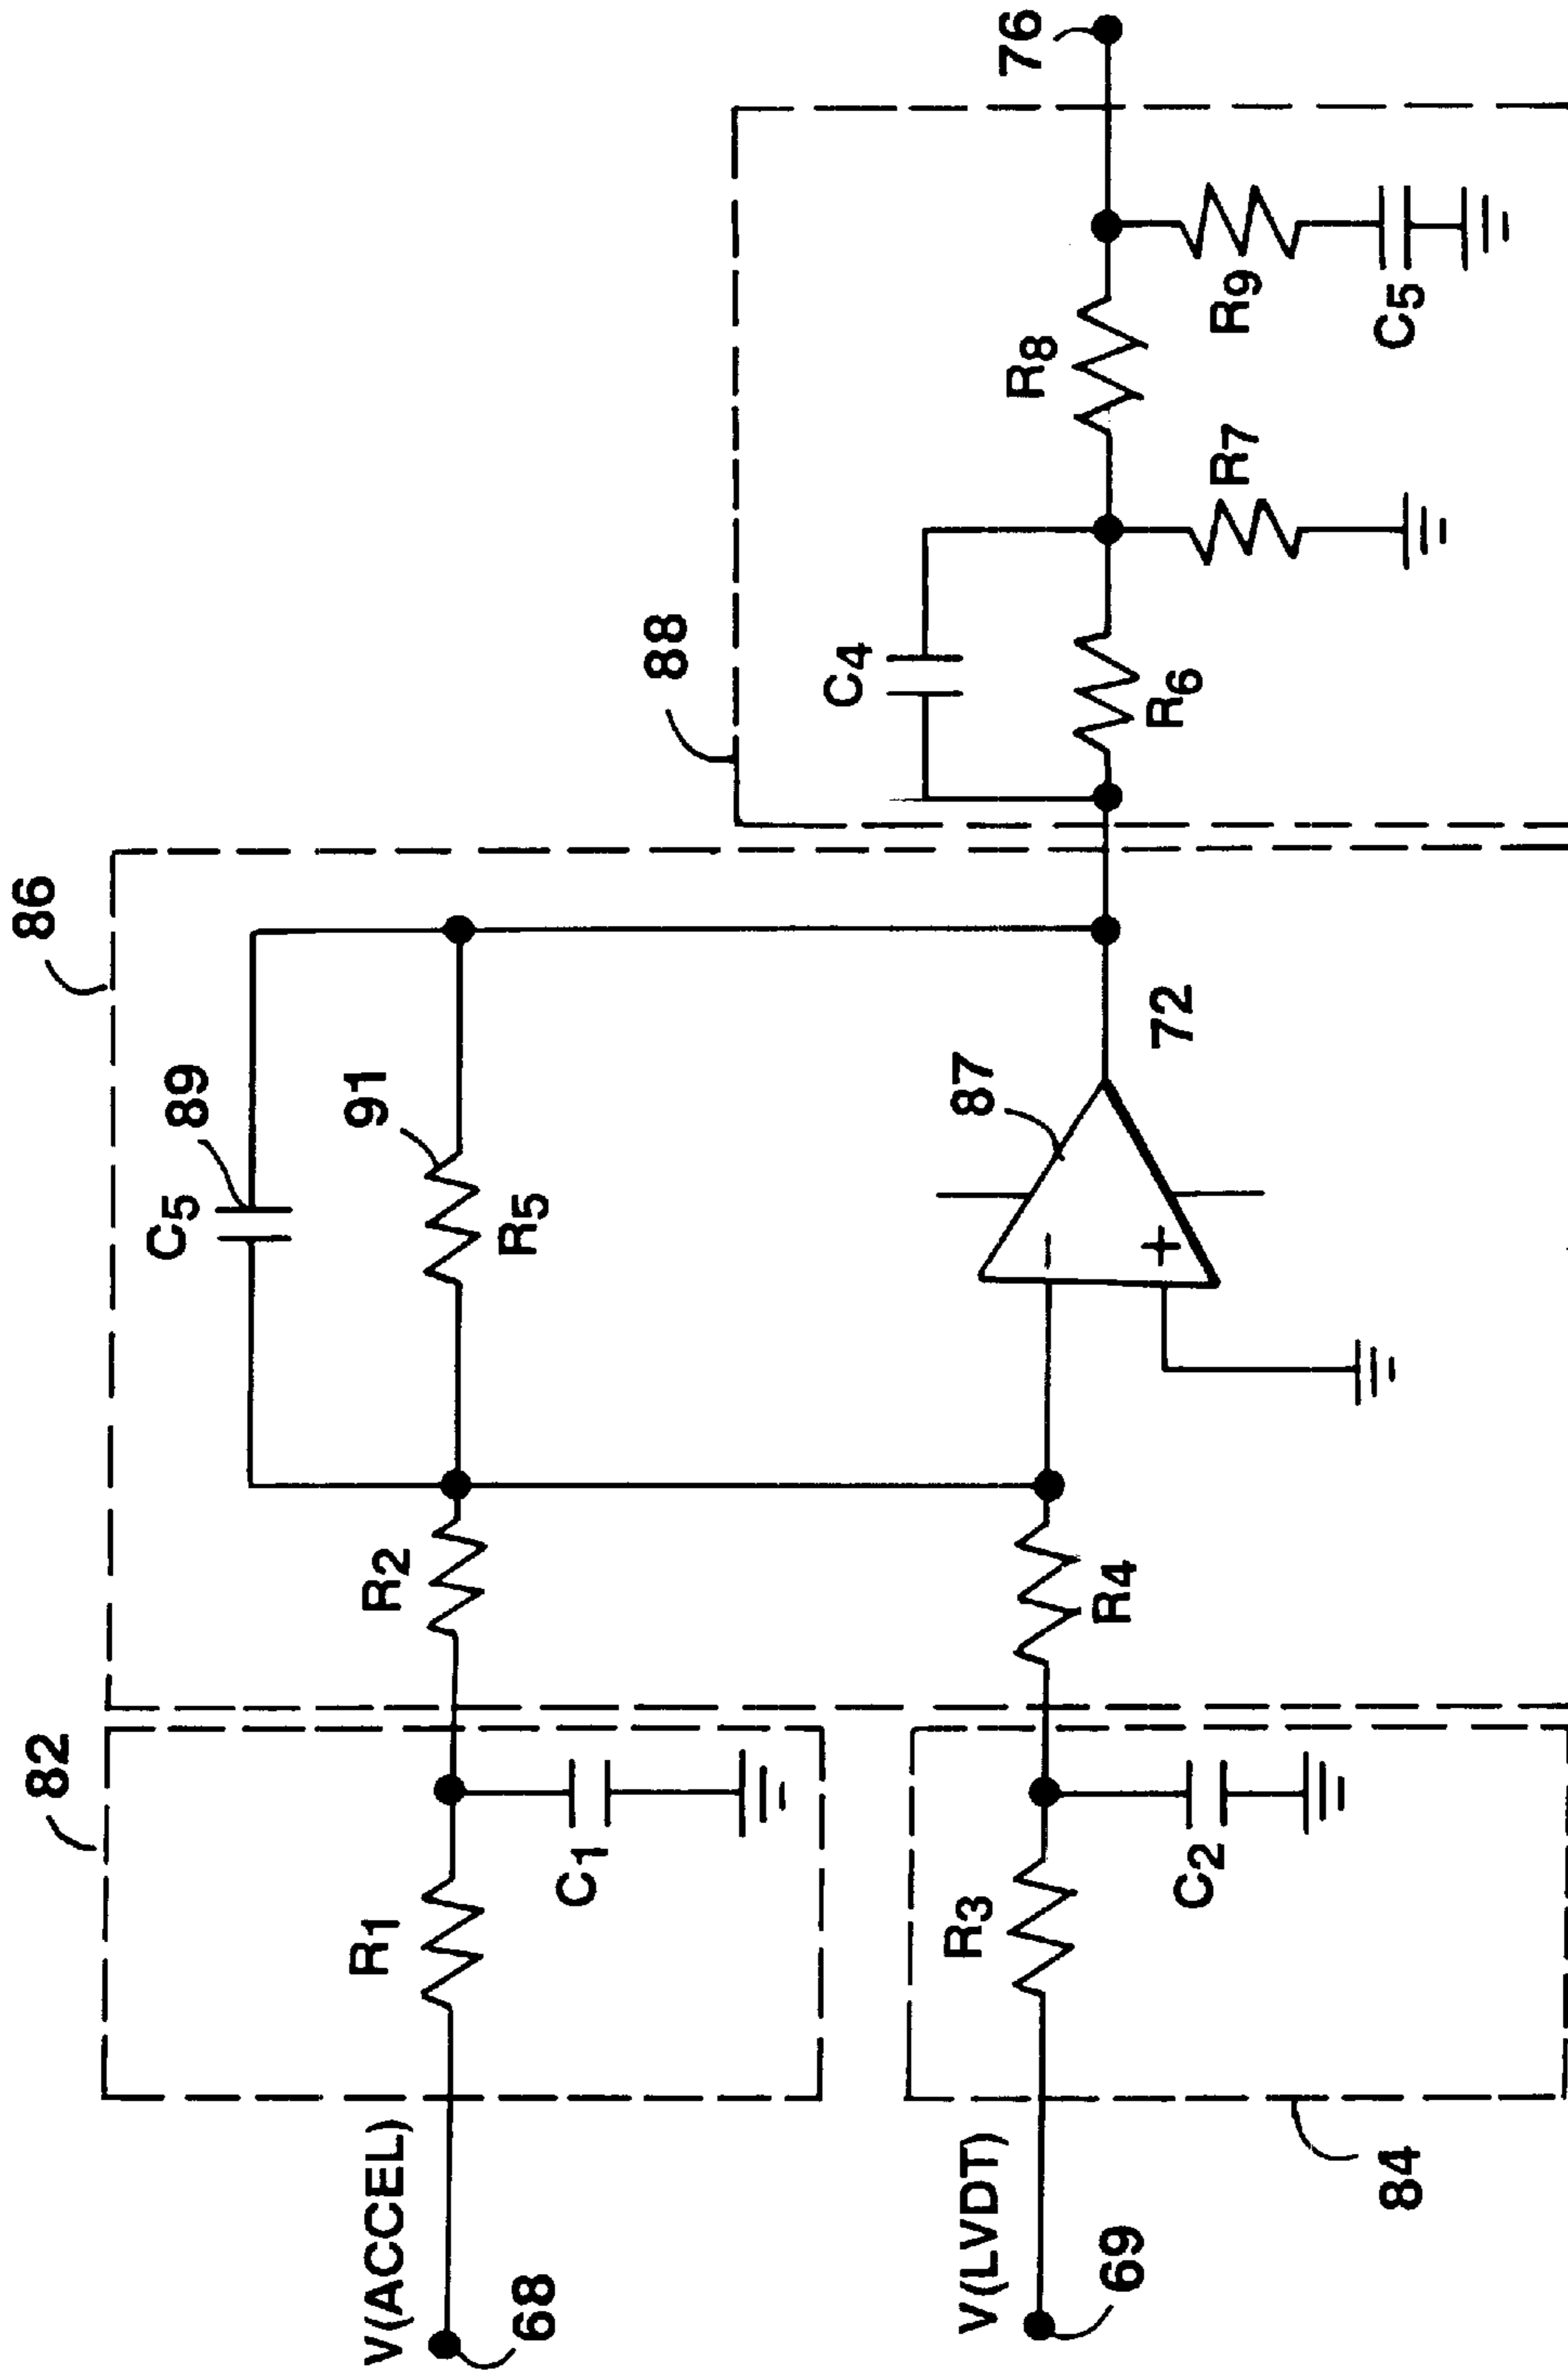 82
86
V(ACCEL)
68
R1
C1
R2
C5
89
91
R5
88
87
72
V(LVDT)
69
R3
C2
84
R4
C4
R6
R7
R8
R9
C5
76